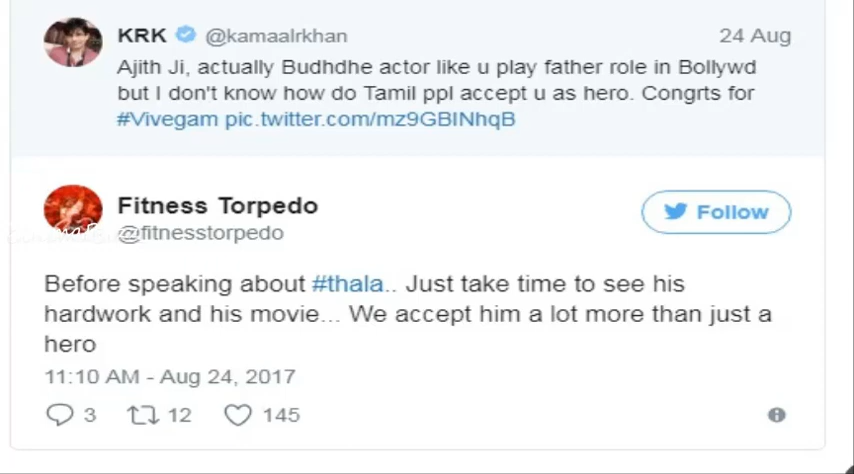 KRK @kamaalrkhan 24 Aug
Ajith Ji, actually Budhdhe actor like u play father role in Bollywd
but I don't know how do Tamil ppl accept u as hero. Congrts for
#Vivegam pic.twitter.com/mz9GBINhqB
Fitness Torpedo
Follow
@fitnesstorpedo
Before speaking about #thala.. Just take time to see his
hardwork and his movie... We accept him a lot more than just a
hero
11:10 AM - Aug 24, 2017
3 12 145